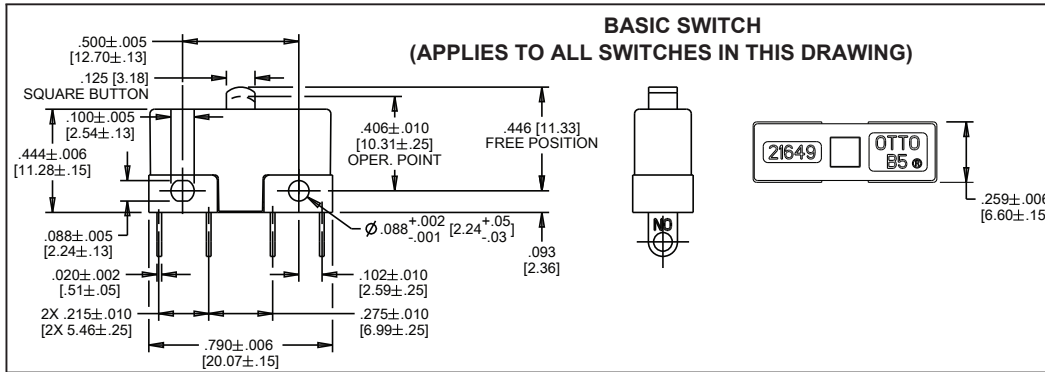 BASIC SWITCH
(APPLIES TO ALL SWITCHES IN THIS DRAWING)
.500±.005
[12.70±.13]
.125 [3.18]
SQUARE BUTTON
.100±.005
[2.54±.13]
.444±.006
[11.28±.15]
.088±.005
[2.24±.13]
.020±.002
[.51±.05]
2X .215±.010
[2X 5.46±.25]
.790±.006
[20.07±.15]
.406±.010
[10.31±.25]
OPER. POINT
.446 [11.33]
FREE POSITION
Ø .088 +.002 -.001 [2.24 +.05 -.03]
.093
[2.36]
.102±.010
[2.59±.25]
.275±.010
[6.99±.25]
NO
21649
OTTO
B5 ®
.259±.006
[6.60±.15]